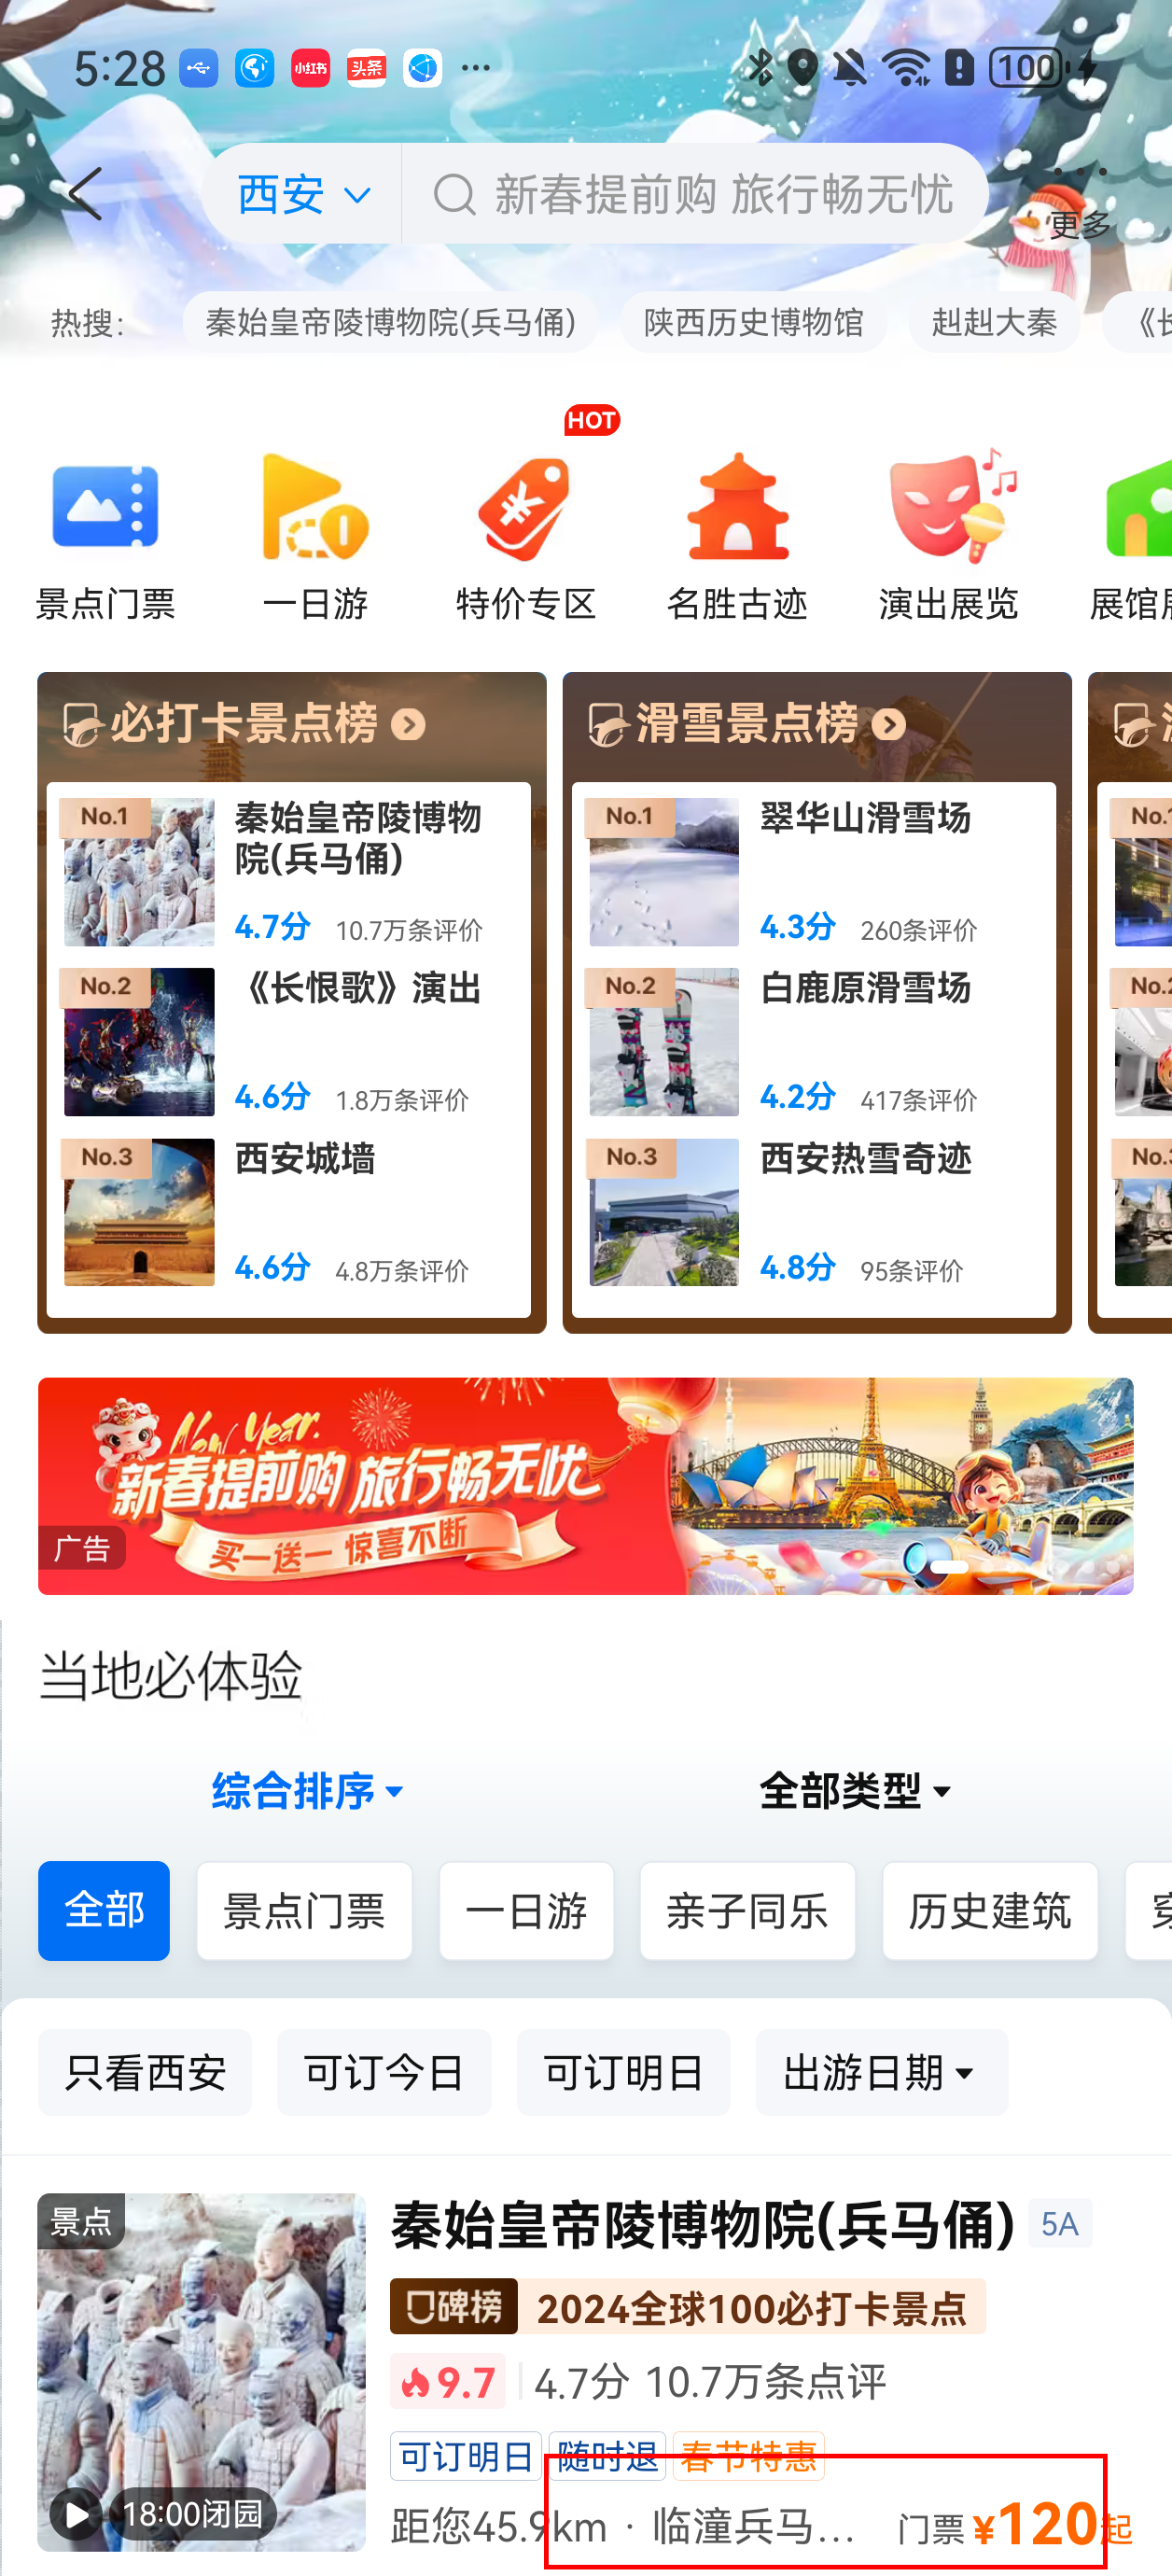 5:28 小红书 头条 ··· 100
西安 新春提前购 旅行畅无忧 更多
热搜： 秦始皇帝陵博物院(兵马俑) 陕西历史博物馆 赳赳大秦 《长
HOT
景点门票 一日游 特价专区 名胜古迹 演出展览 展馆展
必打卡景点榜 滑雪景点榜
No.1 秦始皇帝陵博物院(兵马俑) No.1 翠华山滑雪场 No.1
4.7分 10.7万条评价 4.3分 260条评价
No.2 《长恨歌》演出 No.2 白鹿原滑雪场 No.2
4.6分 1.8万条评价 4.2分 417条评价
No.3 西安城墙 No.3 西安热雪奇迹 No.3
4.6分 4.8万条评价 4.8分 95条评价
New Year.
新春提前购 旅行畅无忧
买一送一 惊喜不断
广告
当地必体验
综合排序 全部类型
全部 景点门票 一日游 亲子同乐 历史建筑
只看西安 可订今日 可订明日 出游日期
景点 秦始皇帝陵博物院(兵马俑) 5A
口碑榜 2024全球100必打卡景点
9.7 4.7分 10.7万条点评
可订明日 随时退 春节特惠
18:00闭园 距您45.9km · 临潼兵马... 门票 ¥120起